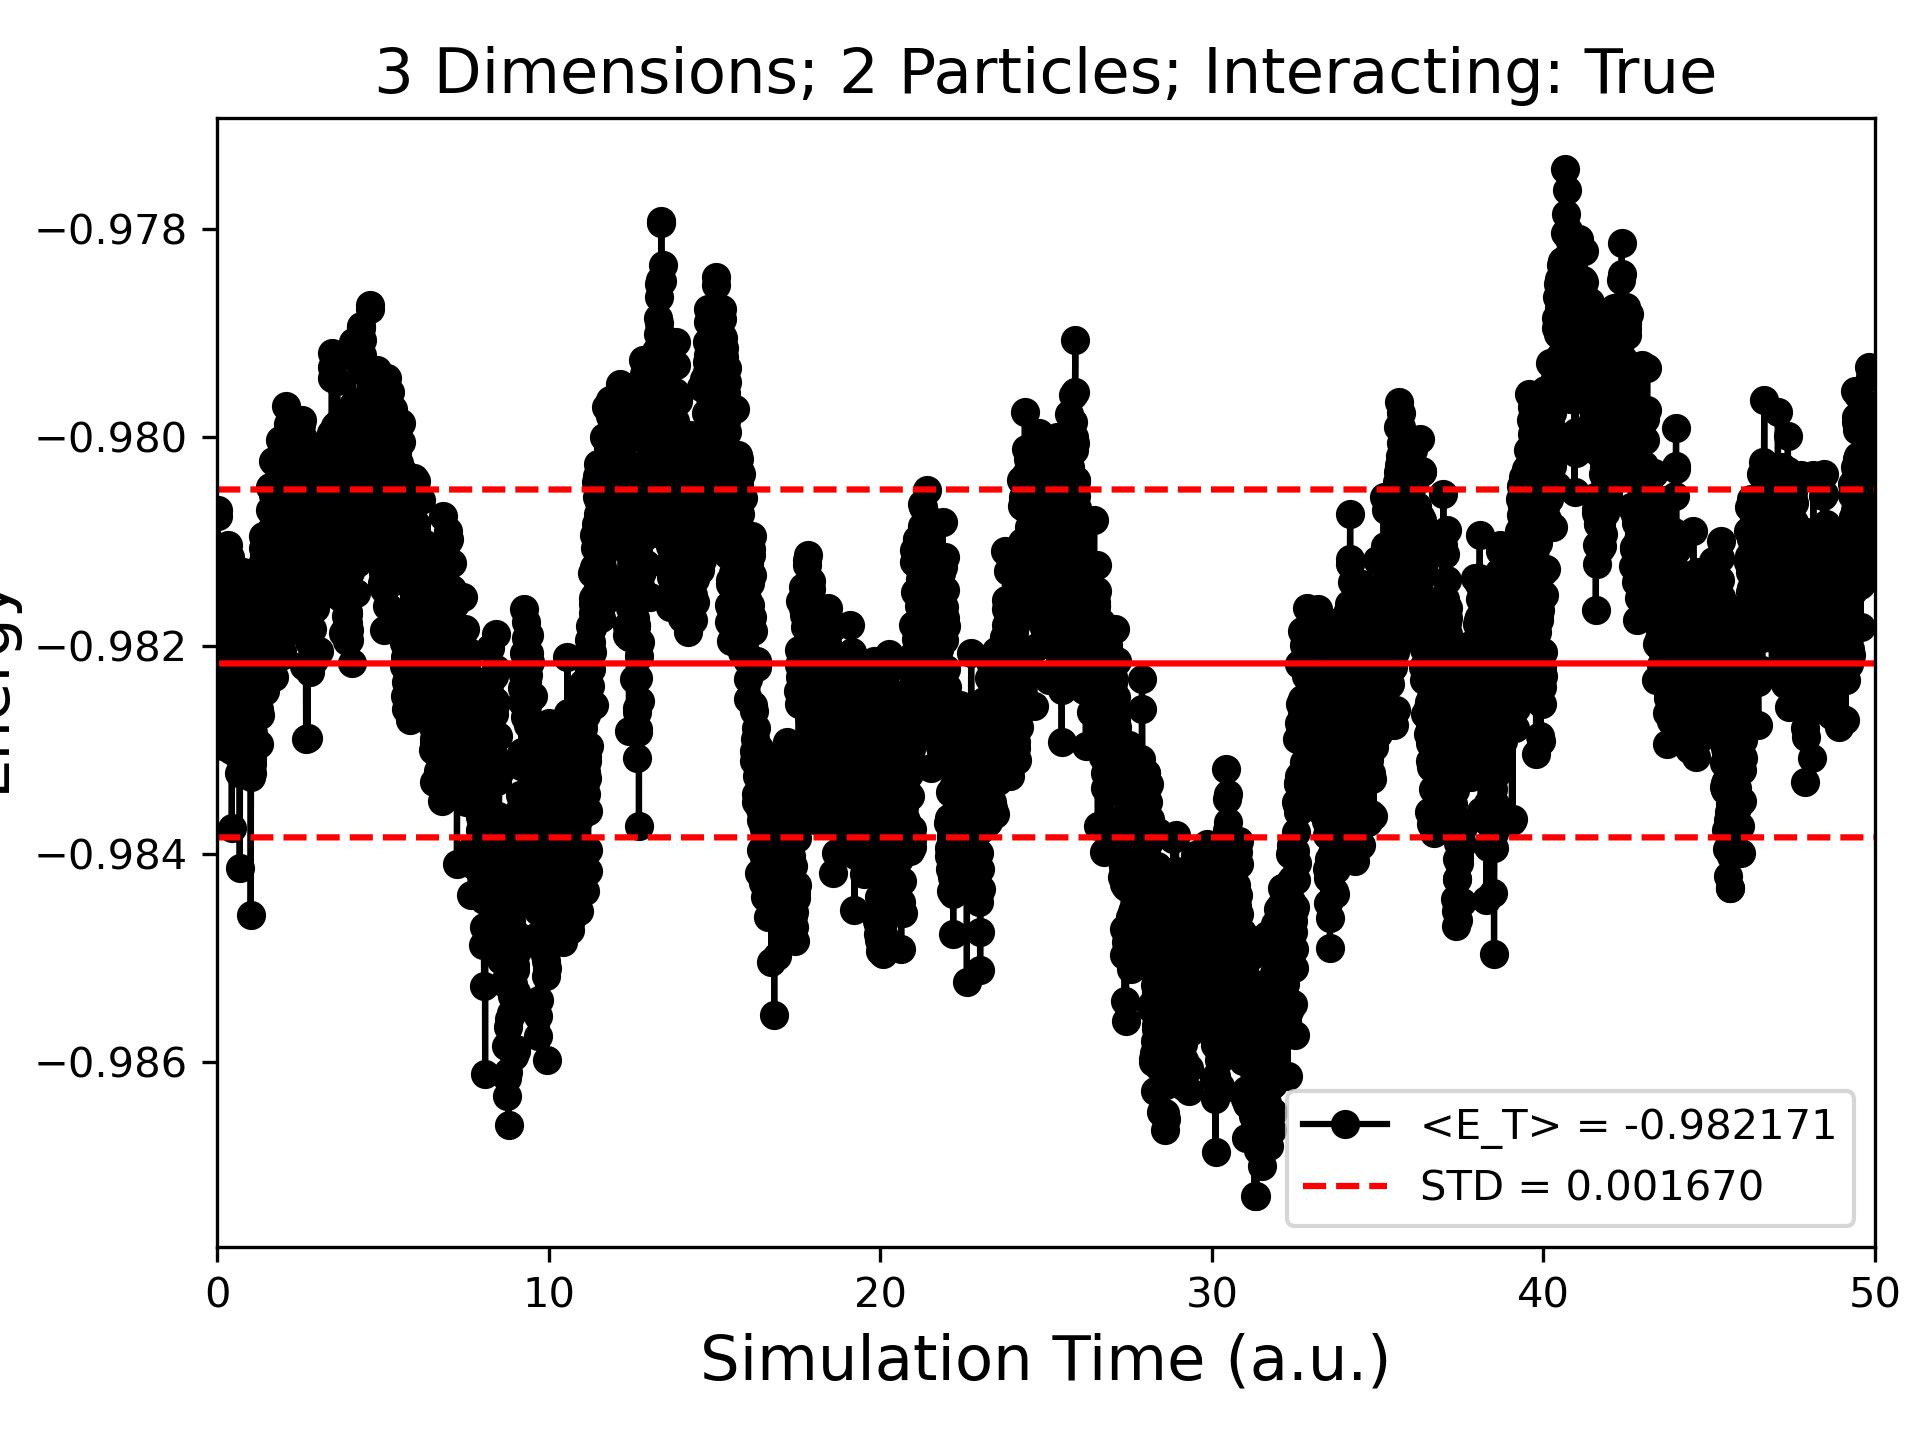 3 Dimensions; 2 Particles; Interacting: True
Energy
−0.978
−0.980
−0.982
−0.984
−0.986
<E_T> = -0.982171
STD = 0.001670
0 10 20 30 40 50
Simulation Time (a.u.)